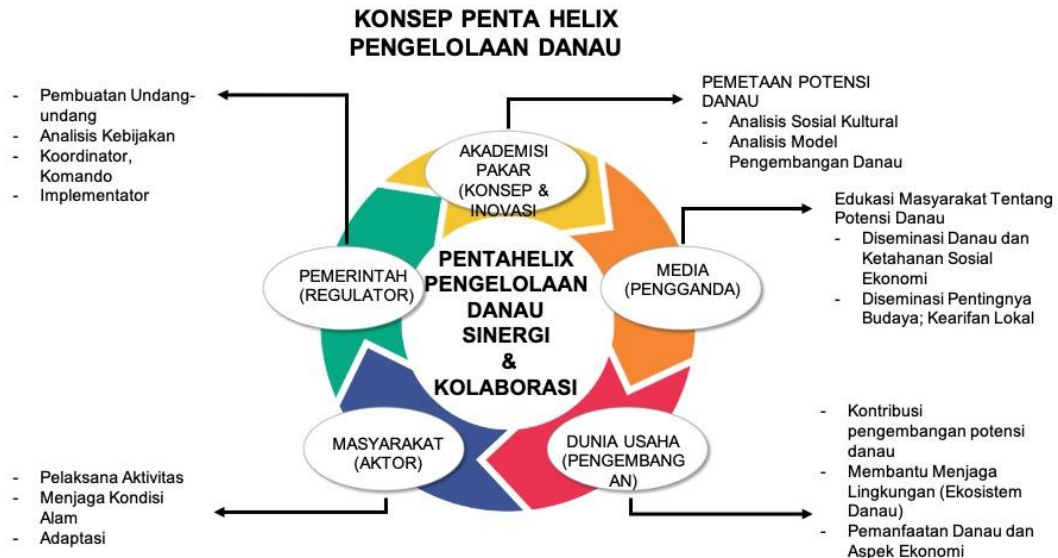 KONSEP PENTA HELIX
PENGELOLAAN DANAU
- Pembuatan Undang-
undang
- Analisis Kebijakan
- Koordinator,
Komando
- Implementator
PEMETAAN POTENSI
DANAU
- Analisis Sosial Kultural
- Analisis Model
Pengembangan Danau
AKADEMISI
PAKAR
(KONSEP &
INOVASI
Edukasi Masyarakat Tentang
Potensi Danau
- Diseminasi Danau dan
Ketahanan Sosial
Ekonomi
- Diseminasi Pentingnya
Budaya; Kearifan Lokal
PEMERINTAH
(REGULATOR)
PENTAHELIX
PENGELOLAAN
DANAU
SINERGI
&
KOLABORASI
MEDIA
(PENGGANDA)
MASYARAKAT
(AKTOR)
DUNIA USAHA
(PENGEMBANG
AN)
- Pelaksana Aktivitas
- Menjaga Kondisi
Alam
- Adaptasi
- Kontribusi
pengembangan potensi
danau
- Membantu Menjaga
Lingkungan (Ekosistem
Danau)
- Pemanfaatan Danau dan
Aspek Ekonomi